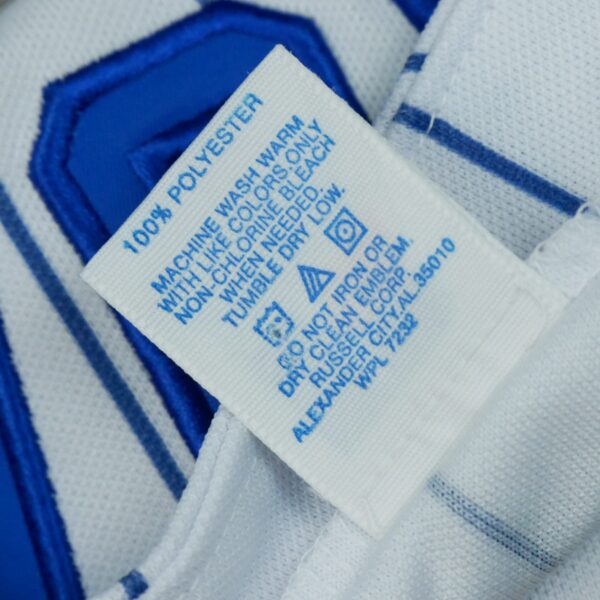 100% POLYESTER
MACHINE WASH WARM
WITH LIKE COLORS, ONLY
NON-CHLORINE BLEACH
WHEN NEEDED.
TUMBLE DRY LOW.
DO NOT IRON OR
DRY CLEAN EMBLEM.
RUSSELL CORP.
ALEXANDER CITY, AL. 35010
WPL 7232